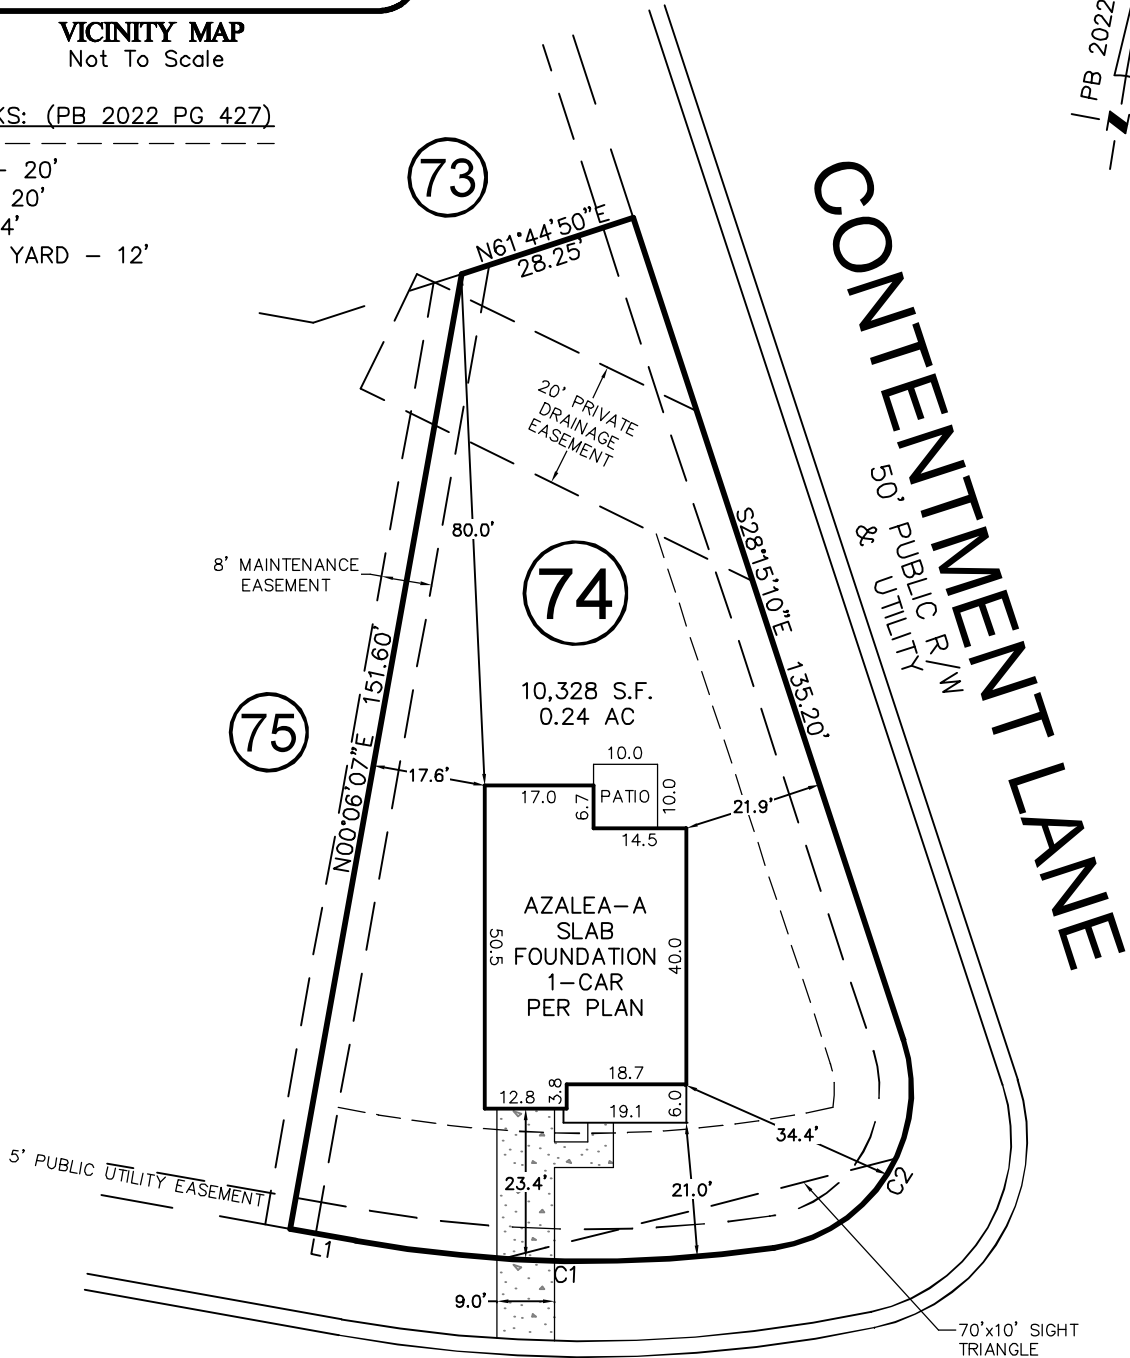 VICINITY MAP
Not To Scale
KS: (PB 2022 PG 427)
- 20'
20'
4'
YARD - 12'
PB 2022
Z
73
N61°44'50"E
28.25'
CONTENTMENT LANE
50' PUBLIC R/W
& UTILITY
20' PRIVATE
DRAINAGE
EASEMENT
80.0'
8' MAINTENANCE
EASEMENT
74
S28°15'10"E 135.20'
10,328 S.F.
0.24 AC
75
N00°06'07"E 151.60'
17.6'
10.0
17.0
6.7
PATIO
10.0
14.5
21.9'
AZALEA-A
SLAB
FOUNDATION
1-CAR
PER PLAN
50.5
40.0
18.7
12.8
3.8
19.1
6.0
34.4'
5' PUBLIC UTILITY EASEMENT
23.4'
21.0'
C2
L1
C1
9.0'
70'x10' SIGHT
TRIANGLE